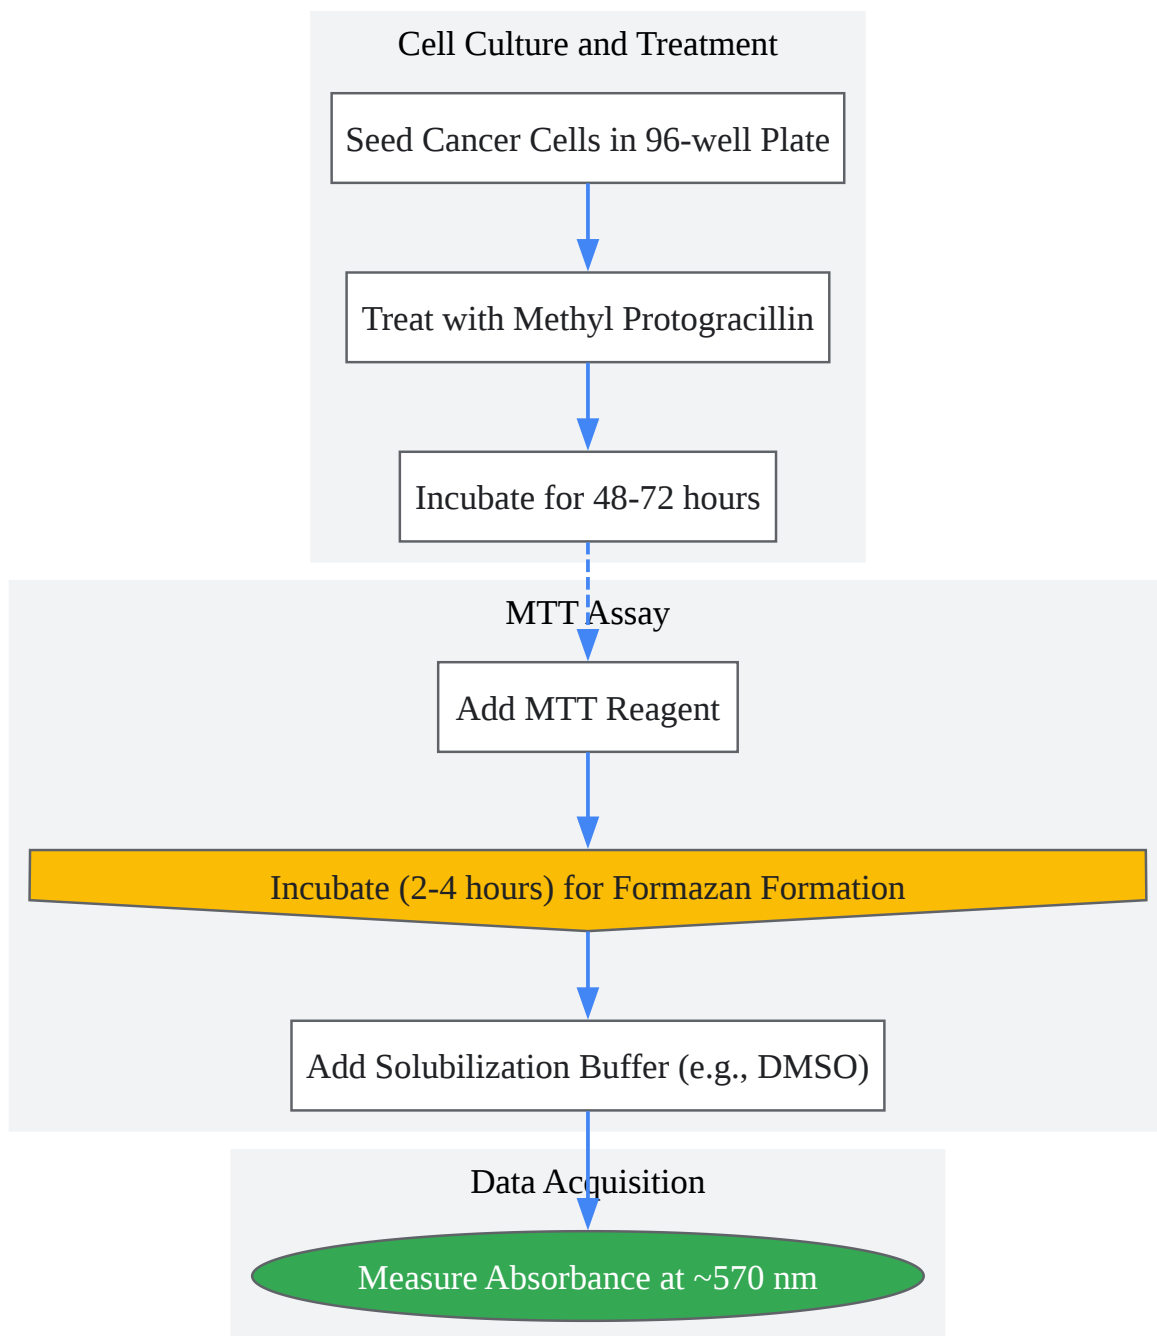 Cell Culture and Treatment
Seed Cancer Cells in 96-well Plate
Treat with Methyl Protogracillin
Incubate for 48-72 hours
MTT Assay
Add MTT Reagent
Incubate (2-4 hours) for Formazan Formation
Add Solubilization Buffer (e.g., DMSO)
Data Acquisition
Measure Absorbance at ~570 nm